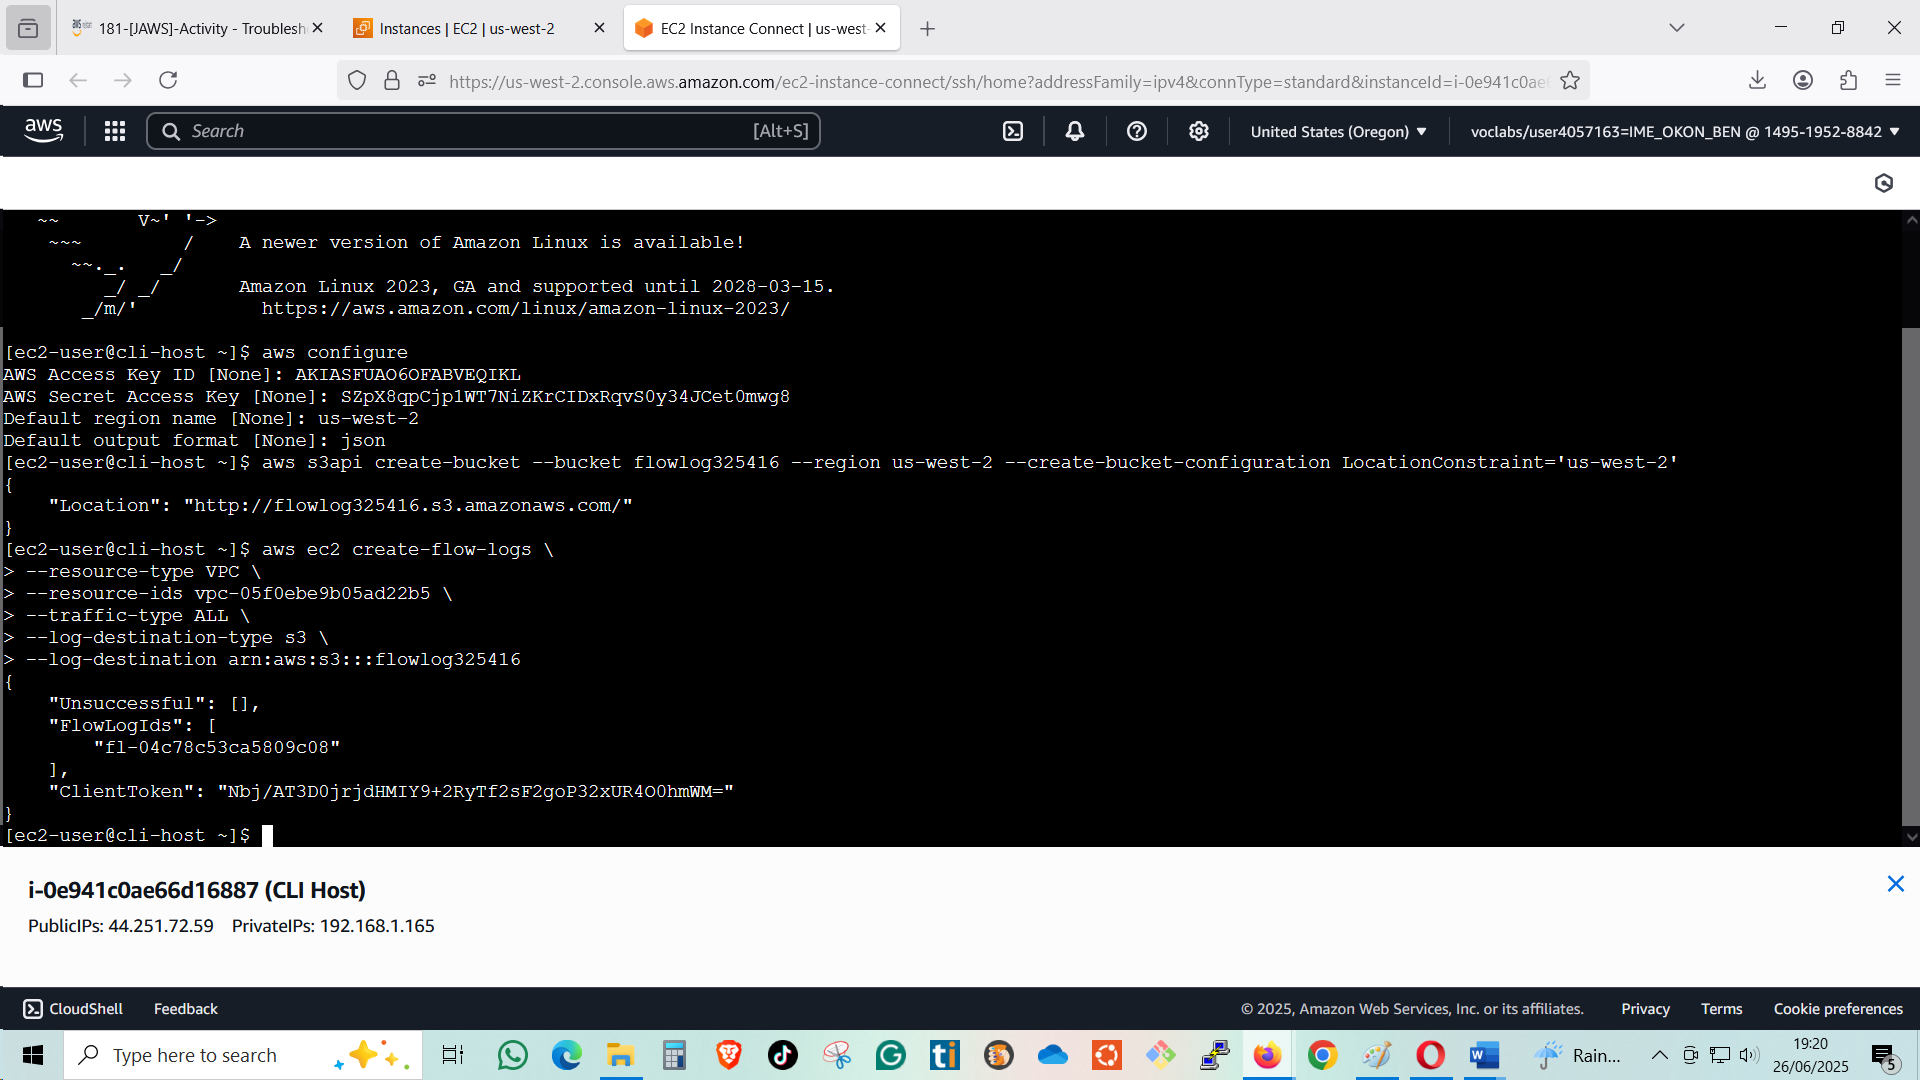 181-[JAWS]-Activity - Troublesh
Instances | EC2 | us-west-2
EC2 Instance Connect | us-west-
https://us-west-2.console.aws.amazon.com/ec2-instance-connect/ssh/home?addressFamily=ipv4&connType=standard&instanceId=i-0e941c0ae6
aws
Search
[Alt+S]
United States (Oregon)
voclabs/user4057163=IME_OKON_BEN @ 1495-1952-8842
~~ V~' '->
~~~ / A newer version of Amazon Linux is available!
~~._. _/
_/ _/ Amazon Linux 2023, GA and supported until 2028-03-15.
_/m/' https://aws.amazon.com/linux/amazon-linux-2023/
[ec2-user@cli-host ~]$ aws configure
AWS Access Key ID [None]: AKIASFUAO6OFABVEQIKL
AWS Secret Access Key [None]: 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
Default region name [None]: us-west-2
Default output format [None]: json
[ec2-user@cli-host ~]$ aws s3api create-bucket --bucket flowlog325416 --region us-west-2 --create-bucket-configuration LocationConstraint='us-west-2'
{
"Location": "http://flowlog325416.s3.amazonaws.com/"
}
[ec2-user@cli-host ~]$ aws ec2 create-flow-logs \
> --resource-type VPC \
> --resource-ids vpc-05f0ebe9b05ad22b5 \
> --traffic-type ALL \
> --log-destination-type s3 \
> --log-destination arn:aws:s3:::flowlog325416
{
"Unsuccessful": [],
"FlowLogIds": [
"fl-04c78c53ca5809c08"
],
"ClientToken": "Nbj/AT3D0jrjdHMIY9+2RyTf2sF2goP32xUR4O0hmWM="
}
[ec2-user@cli-host ~]$
i-0e941c0ae66d16887 (CLI Host)
PublicIPs: 44.251.72.59 PrivateIPs: 192.168.1.165
CloudShell Feedback
© 2025, Amazon Web Services, Inc. or its affiliates. Privacy Terms Cookie preferences
Type here to search
Rain...
19:20
26/06/2025
5